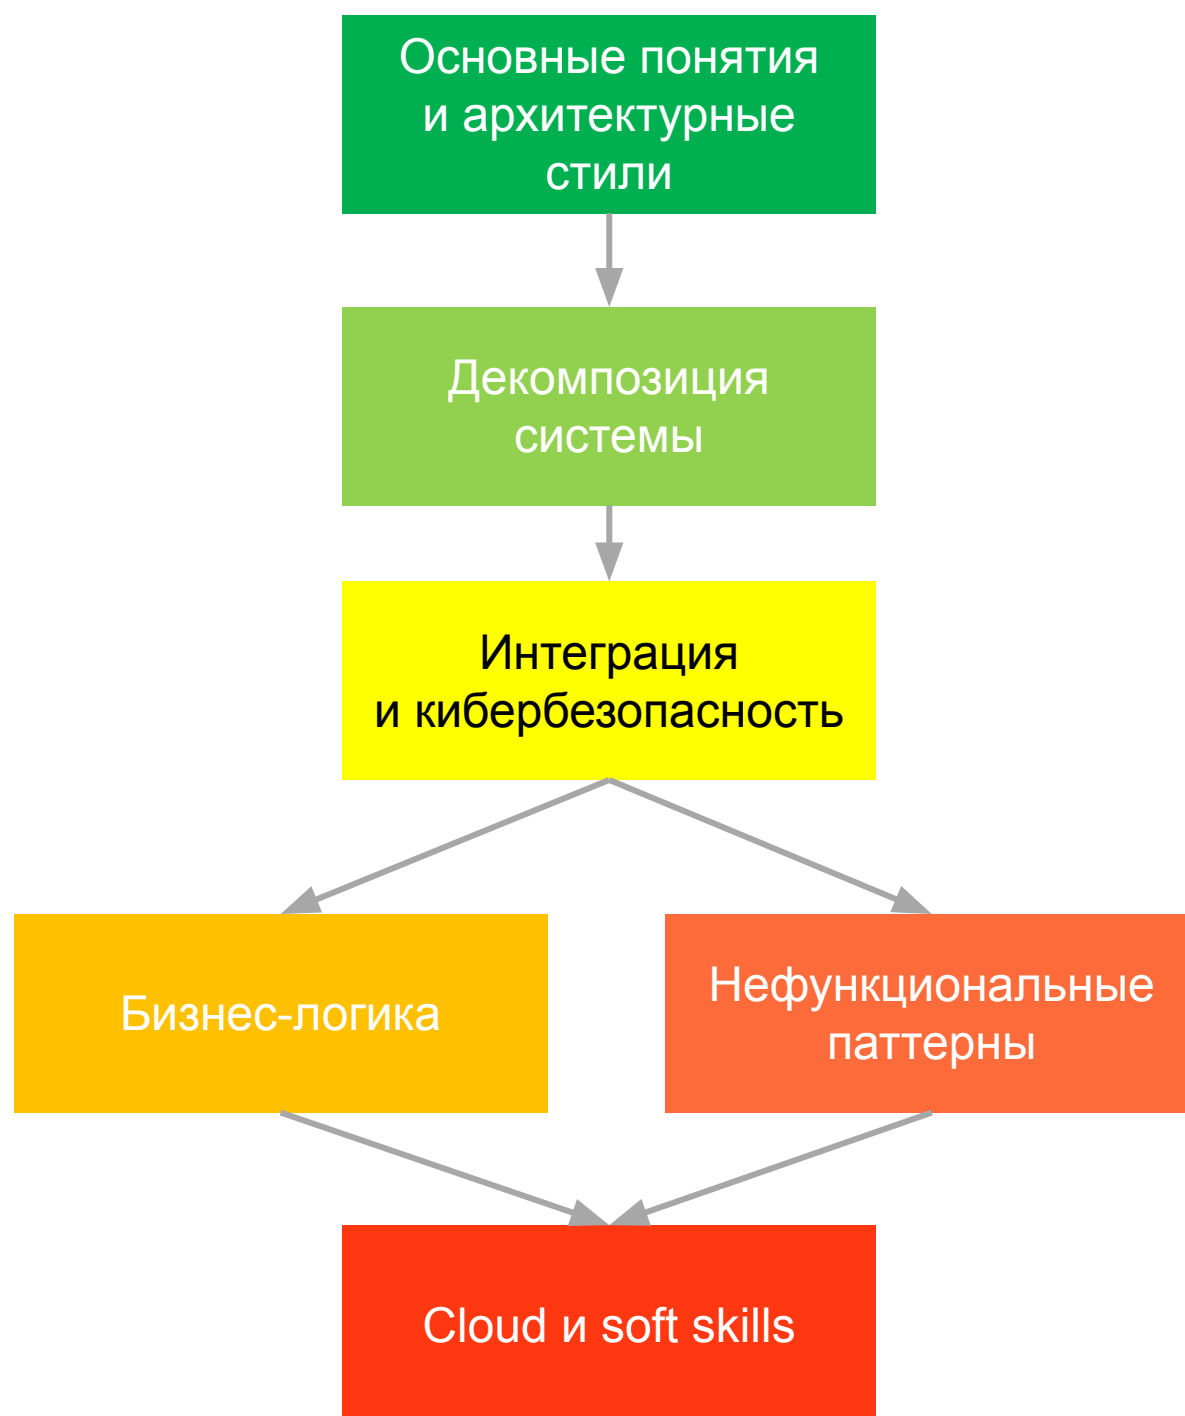 Основные понятия
и архитектурные
стили
Декомпозиция
системы
Интеграция
и кибербезопасность
Бизнес-логика
Нефункциональные
паттерны
Cloud и soft skills